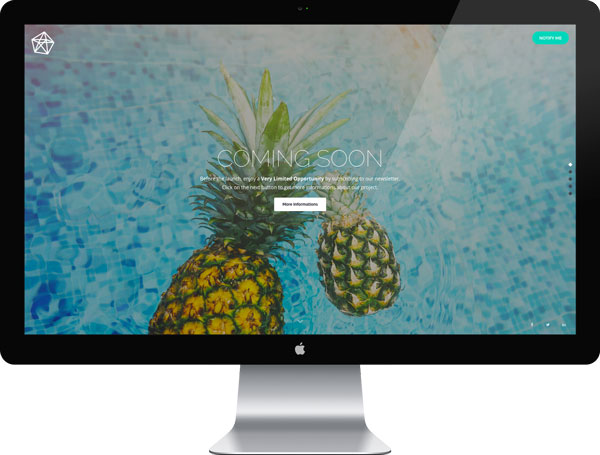 NOTIFY ME
COMING SOON
Before the launch, enjoy a Very Limited Opportunity by subscribing to our newsletter.
Click on the next button to get more informations about our project.
More informations